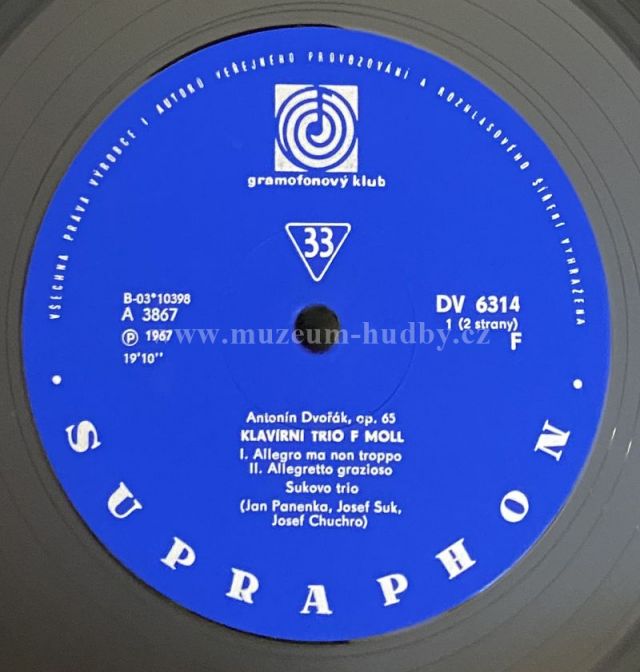 VŠECHNA PRÁVA VÝROBCE I AUTORŮ VEŘEJNÉHO PROVOZOVÁNÍ A ROZHLASOVÉHO ŠÍŘENÍ VYHRAŽENA
gramofonový klub
33
B-03*10398
A 3867
Ⓟ 1967
19'10''
DV 6314
1 (2 strany)
F
www.muzeum-hudby.cz
Antonín Dvořák, op. 65
KLAVÍRNÍ TRIO F MOLL
I. Allegro ma non troppo
II. Allegretto grazioso
Sukovo trio
(Jan Panenka, Josef Suk,
Josef Chuchro)
• SUPRAPHON •